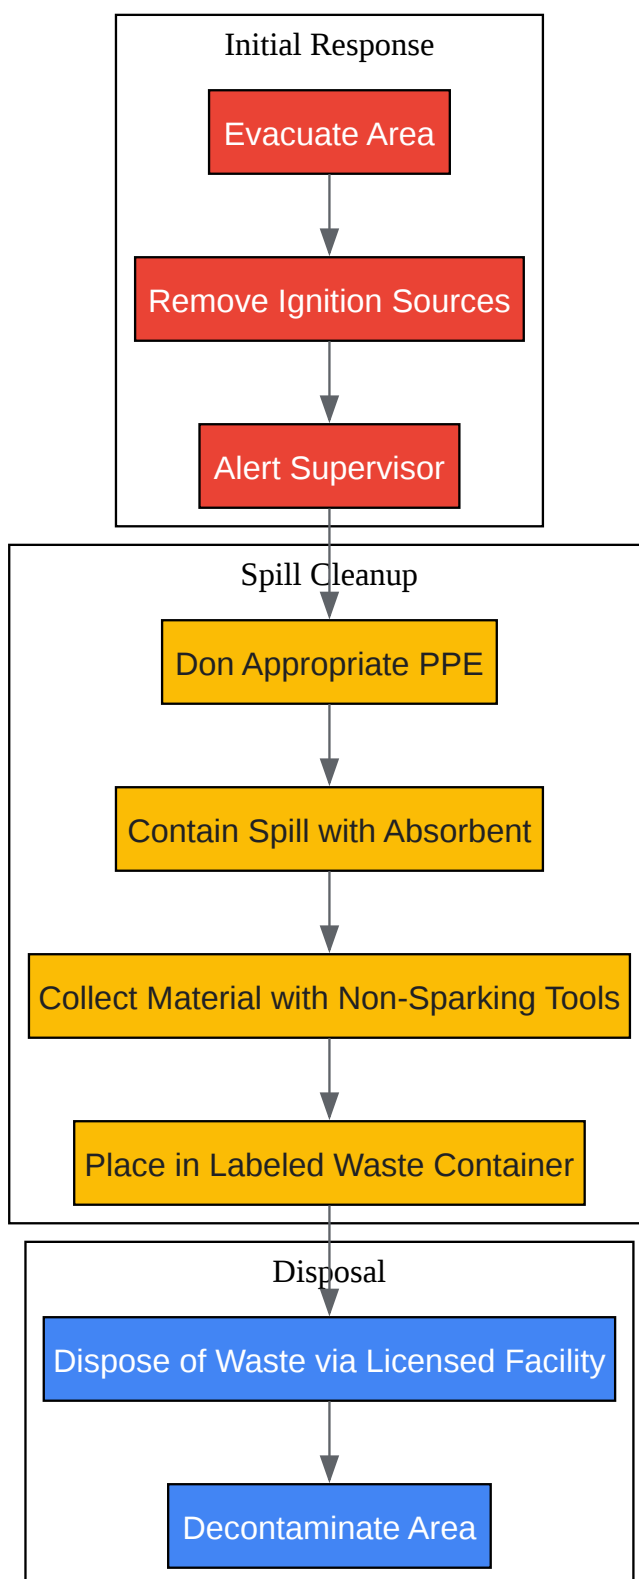 Initial Response
Evacuate Area
Remove Ignition Sources
Alert Supervisor
Spill Cleanup
Don Appropriate PPE
Contain Spill with Absorbent
Collect Material with Non-Sparking Tools
Place in Labeled Waste Container
Disposal
Dispose of Waste via Licensed Facility
Decontaminate Area